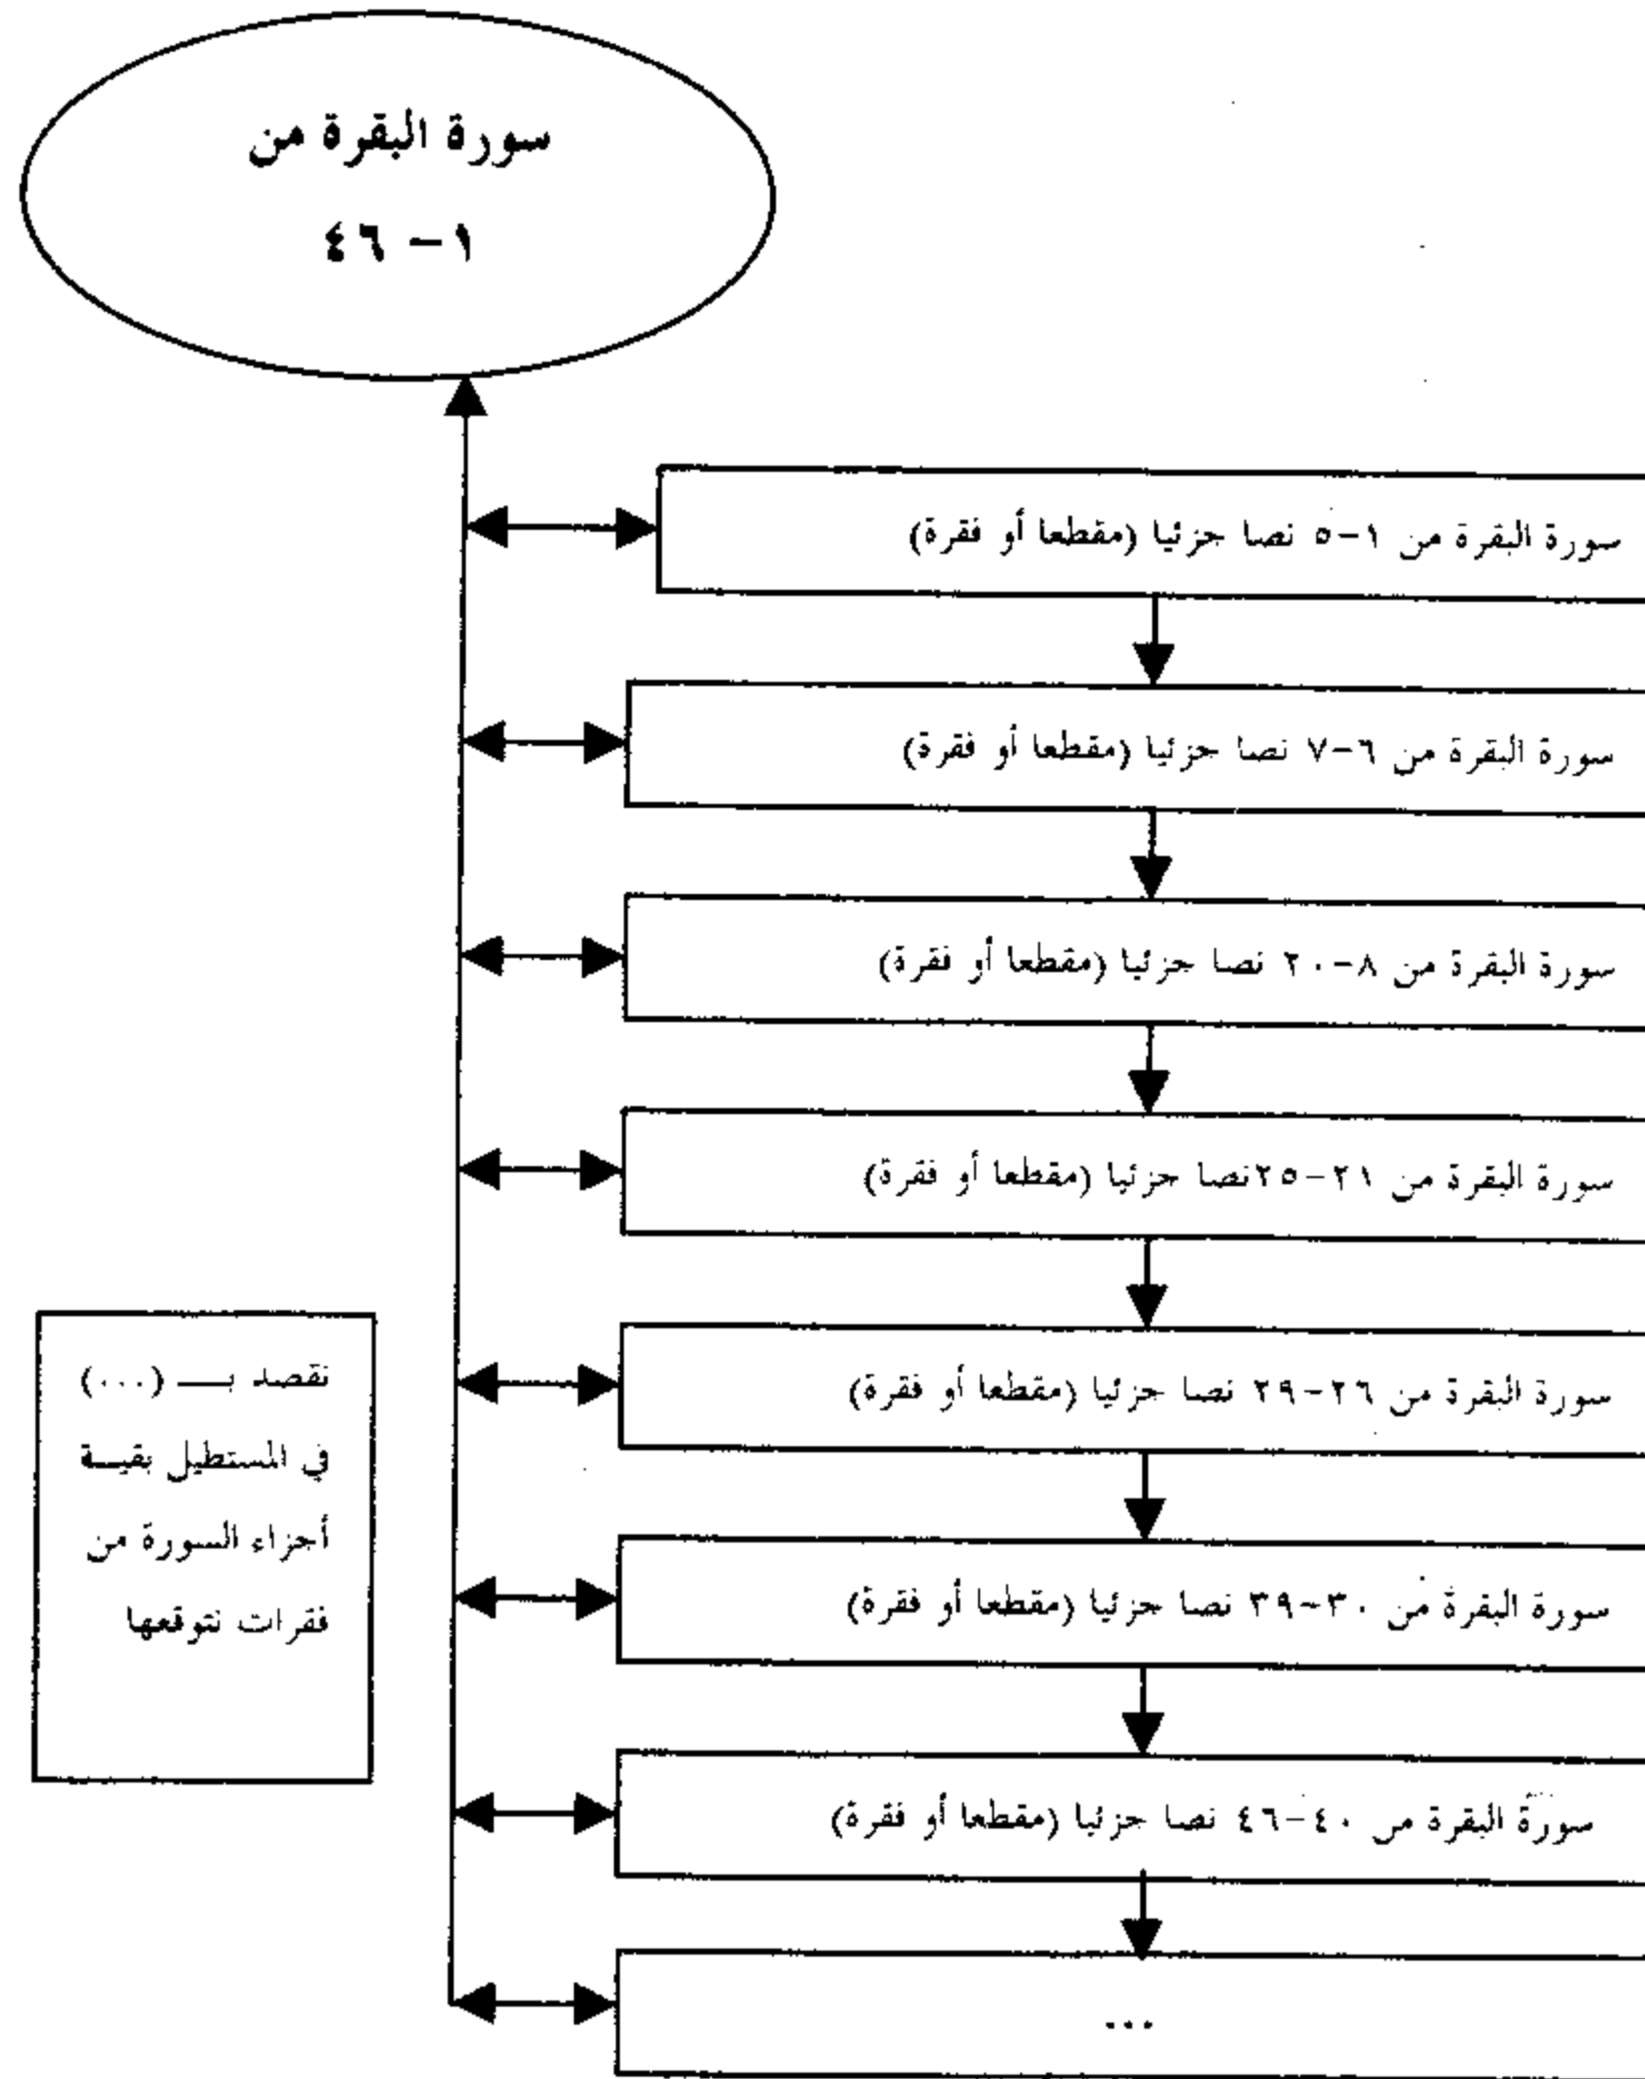 سورة البقرة من
١- ٤٦
سورة البقرة من ١-٥ نصا جزئيا (مقطعا أو فقرة)
سورة البقرة من ٦-٧ نصا جزئيا (مقطعا أو فقرة)
سورة البقرة من ٨-٢٠ نصا جزئيا (مقطعا أو فقرة)
سورة البقرة من ٢١-٢٥نصا جزئيا (مقطعا أو فقرة)
سورة البقرة من ٢٦-٢٩ نصا جزئيا (مقطعا أو فقرة)
سورة البقرة من ٣٠-٣٩ نصا جزئيا (مقطعا أو فقرة)
سورة البقرة من ٤٠-٤٦ نصا جزئيا (مقطعا أو فقرة)
...
نقصد بـــ (...)
في المستطيل بقيـــة
أجزاء السورة من
فقرات نتوقعها